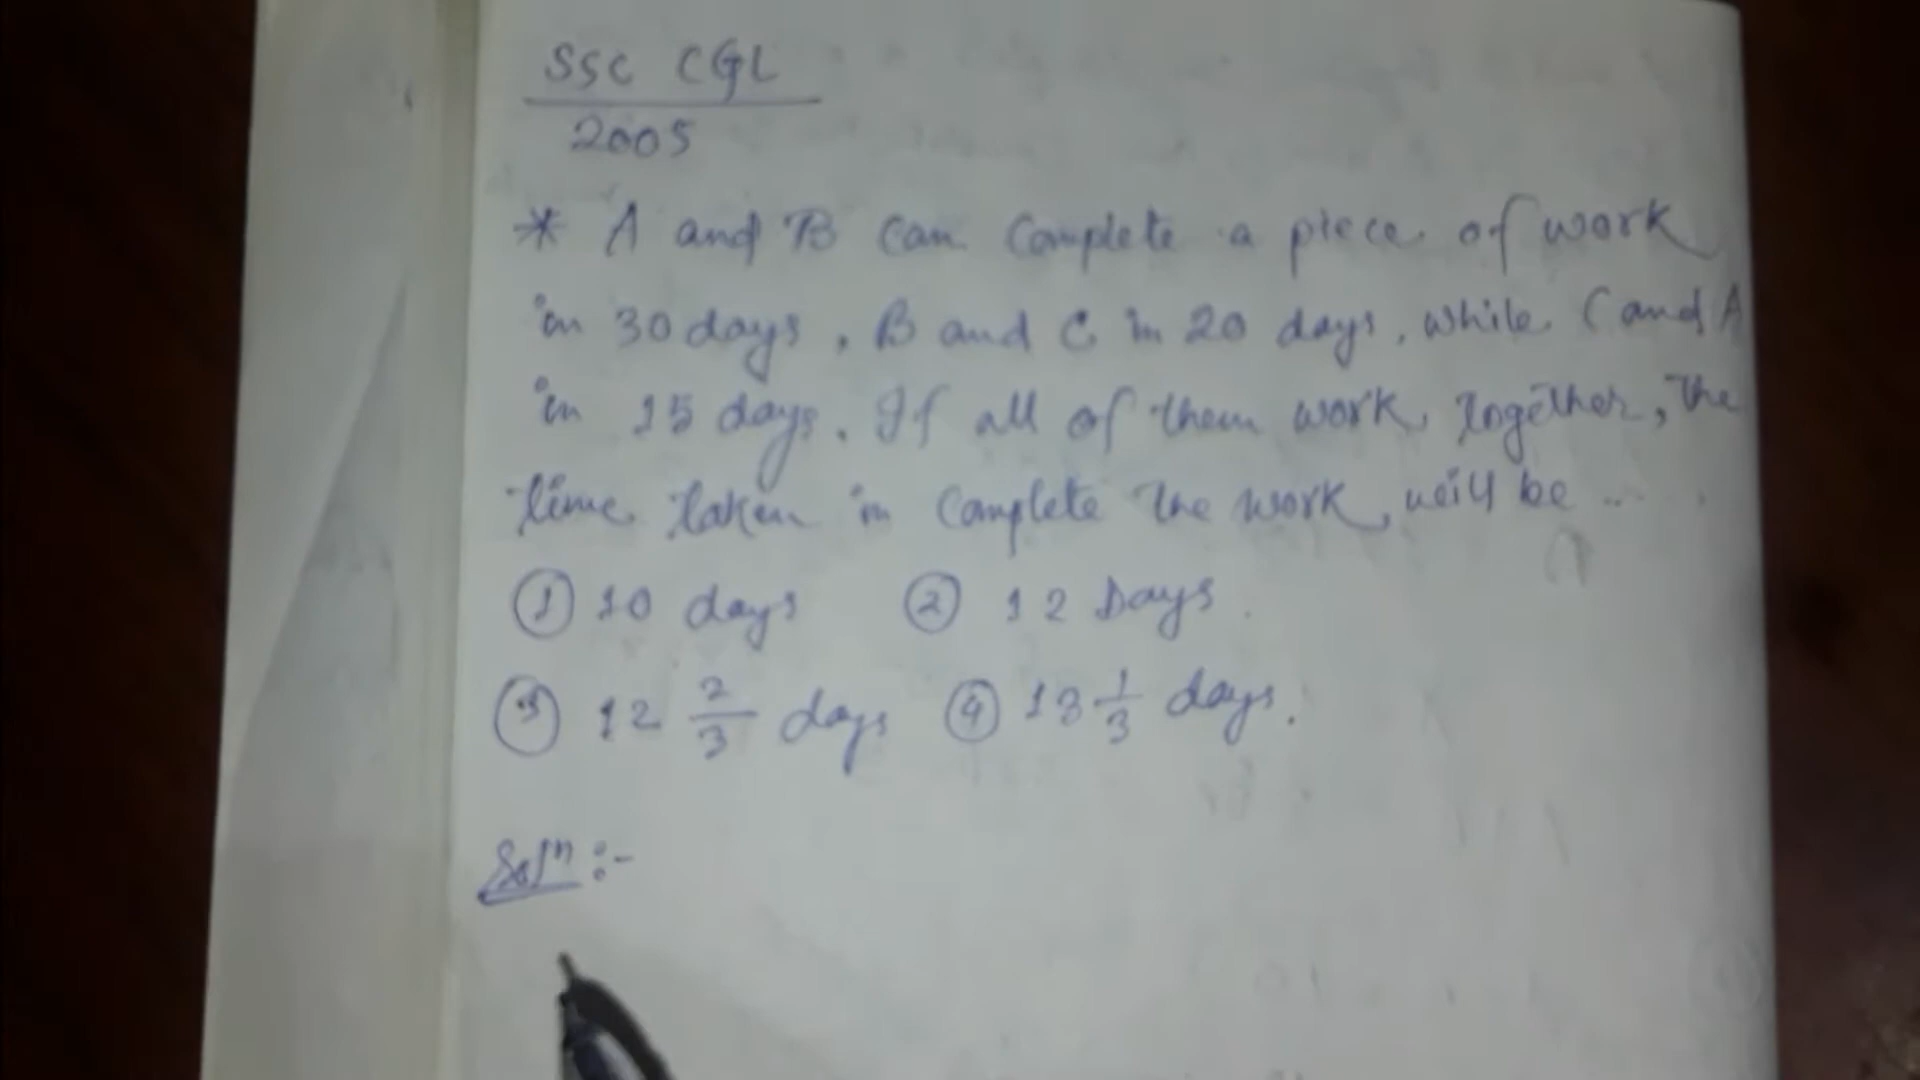 SSC CGL
2005
* A and B can complete a piece of work
in 30 days, B and C in 20 days, while C and A
in 15 days. If all of them work together, the
time taken in complete the work will be ...
① 10 days ② 12 Days.
③ 12 2/3 days ④ 13 1/3 days.
Solⁿ :-